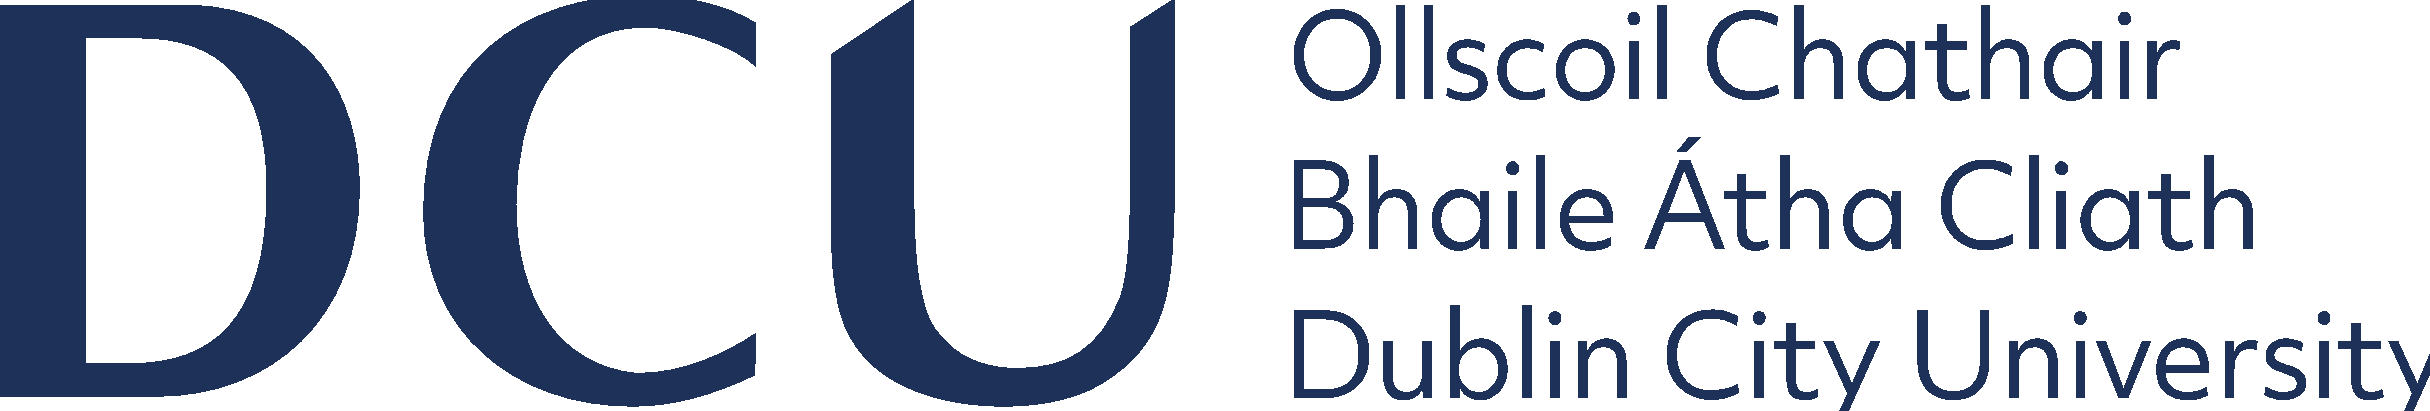 DCU
Ollscoil Chathair
Bhaile Átha Cliath
Dublin City University